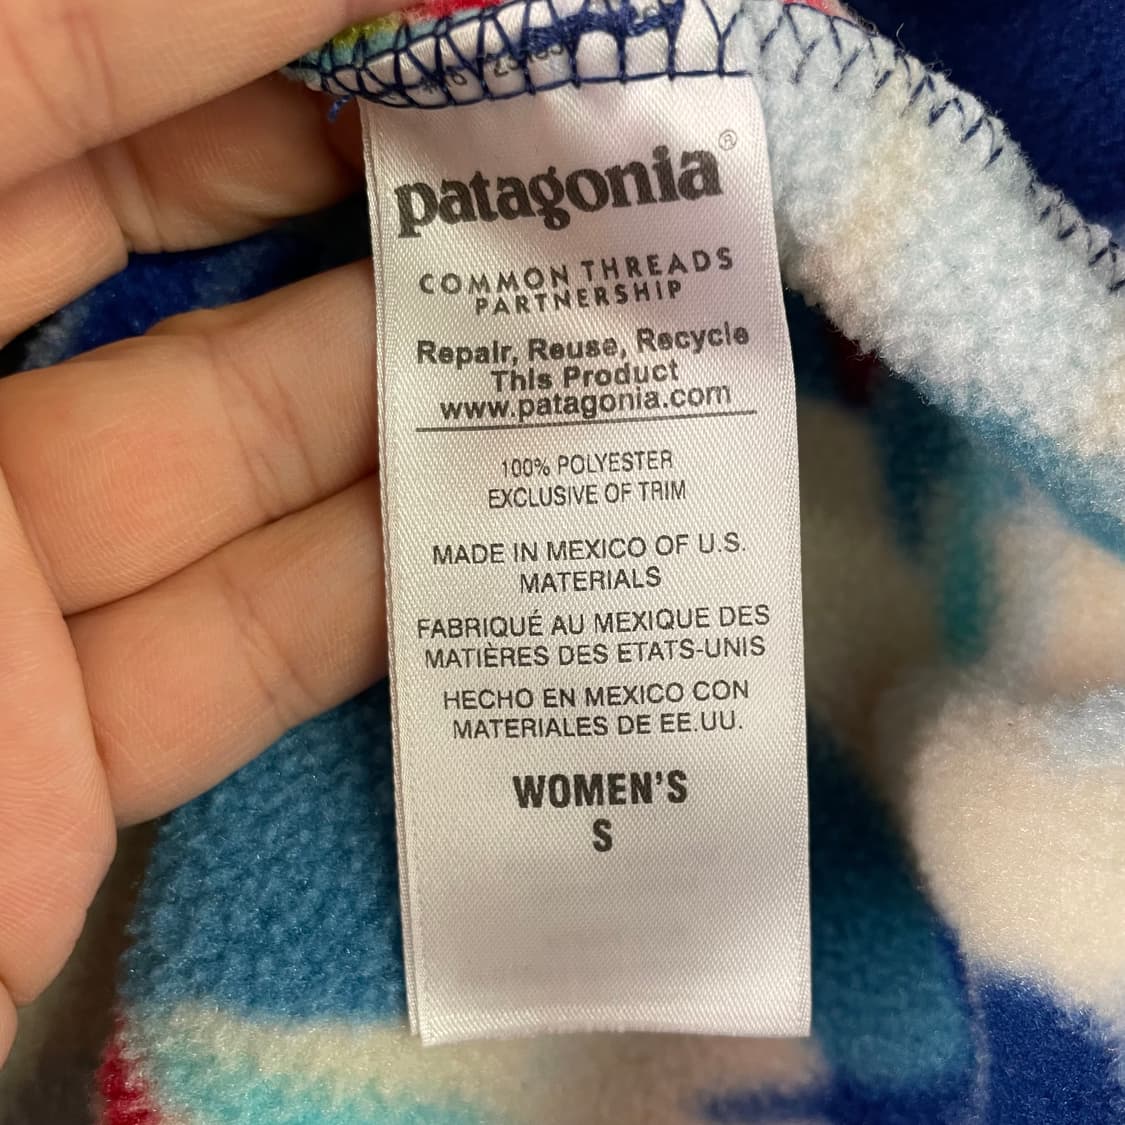 patagonia®
COMMON THREADS
PARTNERSHIP
Repair, Reuse, Recycle
This Product
www.patagonia.com
100% POLYESTER
EXCLUSIVE OF TRIM
MADE IN MEXICO OF U.S.
MATERIALS
FABRIQUÉ AU MEXIQUE DES
MATIÈRES DES ETATS-UNIS
HECHO EN MEXICO CON
MATERIALES DE EE.UU.
WOMEN'S
S